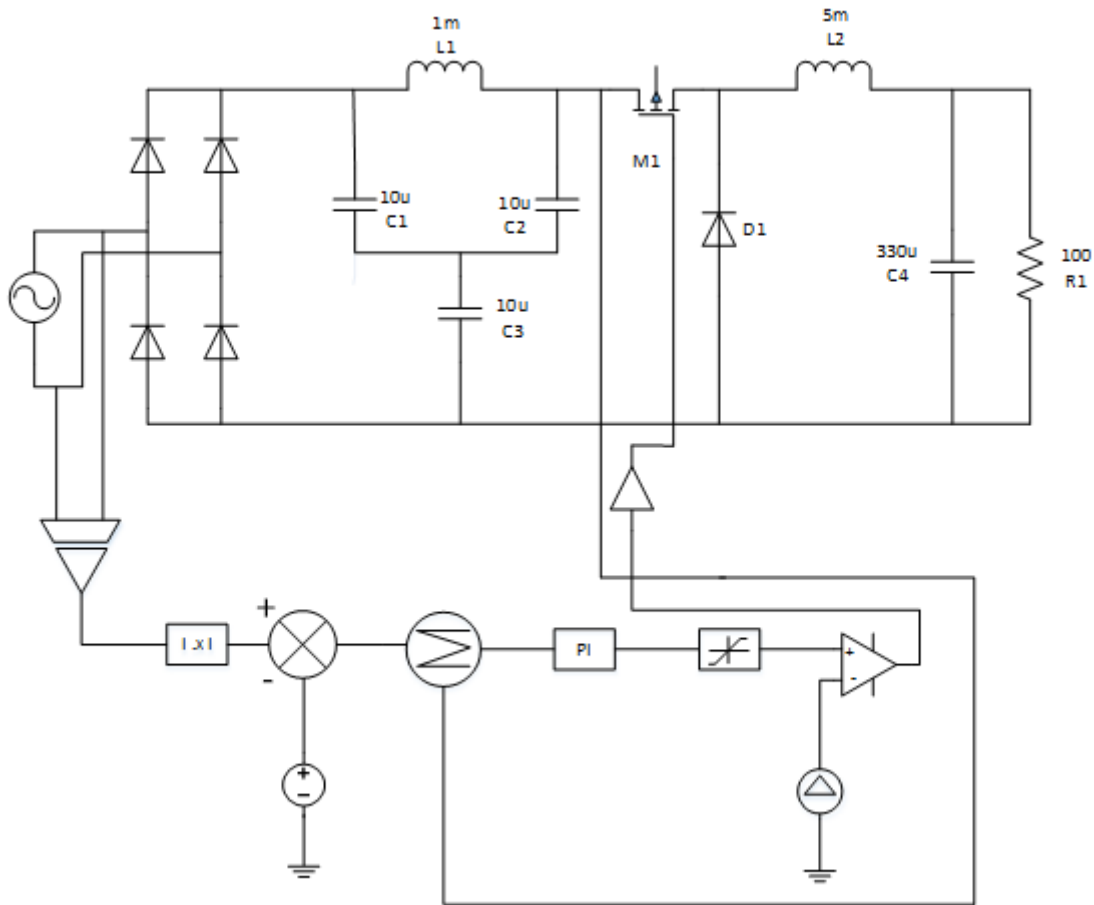 1m
L1
5m
L2
M1
10u
C1
10u
C2
D1
330u
C4
100
R1
10u
C3
+
-
I .x I
PI
+
-
+
-